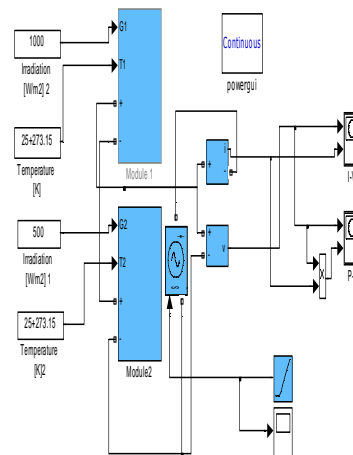 1000
Irradiation
[W/m2] 2
25+273.15
Temperature
[K]
500
Irradiation
[W/m2] 1
25+273.15
Temperature
[K]2
G1
T1
+
-
Module 1
G2
T2
+
-
Module2
Continuous
powergui
+
-
i
-
+
-
v
X
I-V
P-